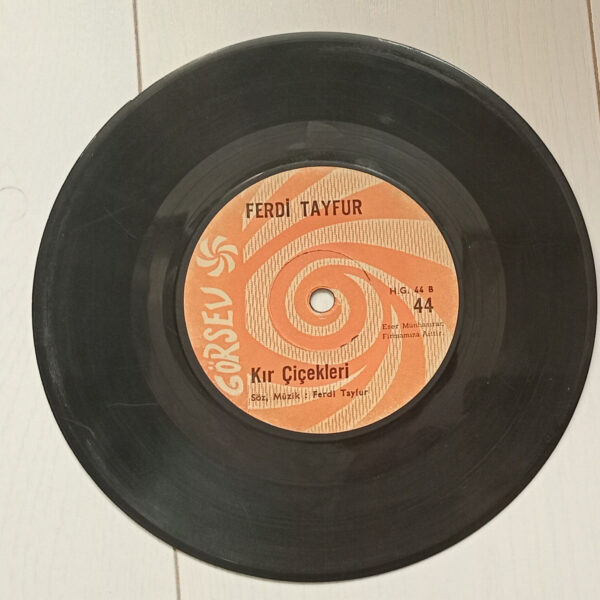 FERDİ TAYFUR
GÖRSEV
H.G. 44 B
44
Eser Münhasıran
Firmamıza Aittir.
Kır Çiçekleri
Söz, Müzik : Ferdi Tayfur